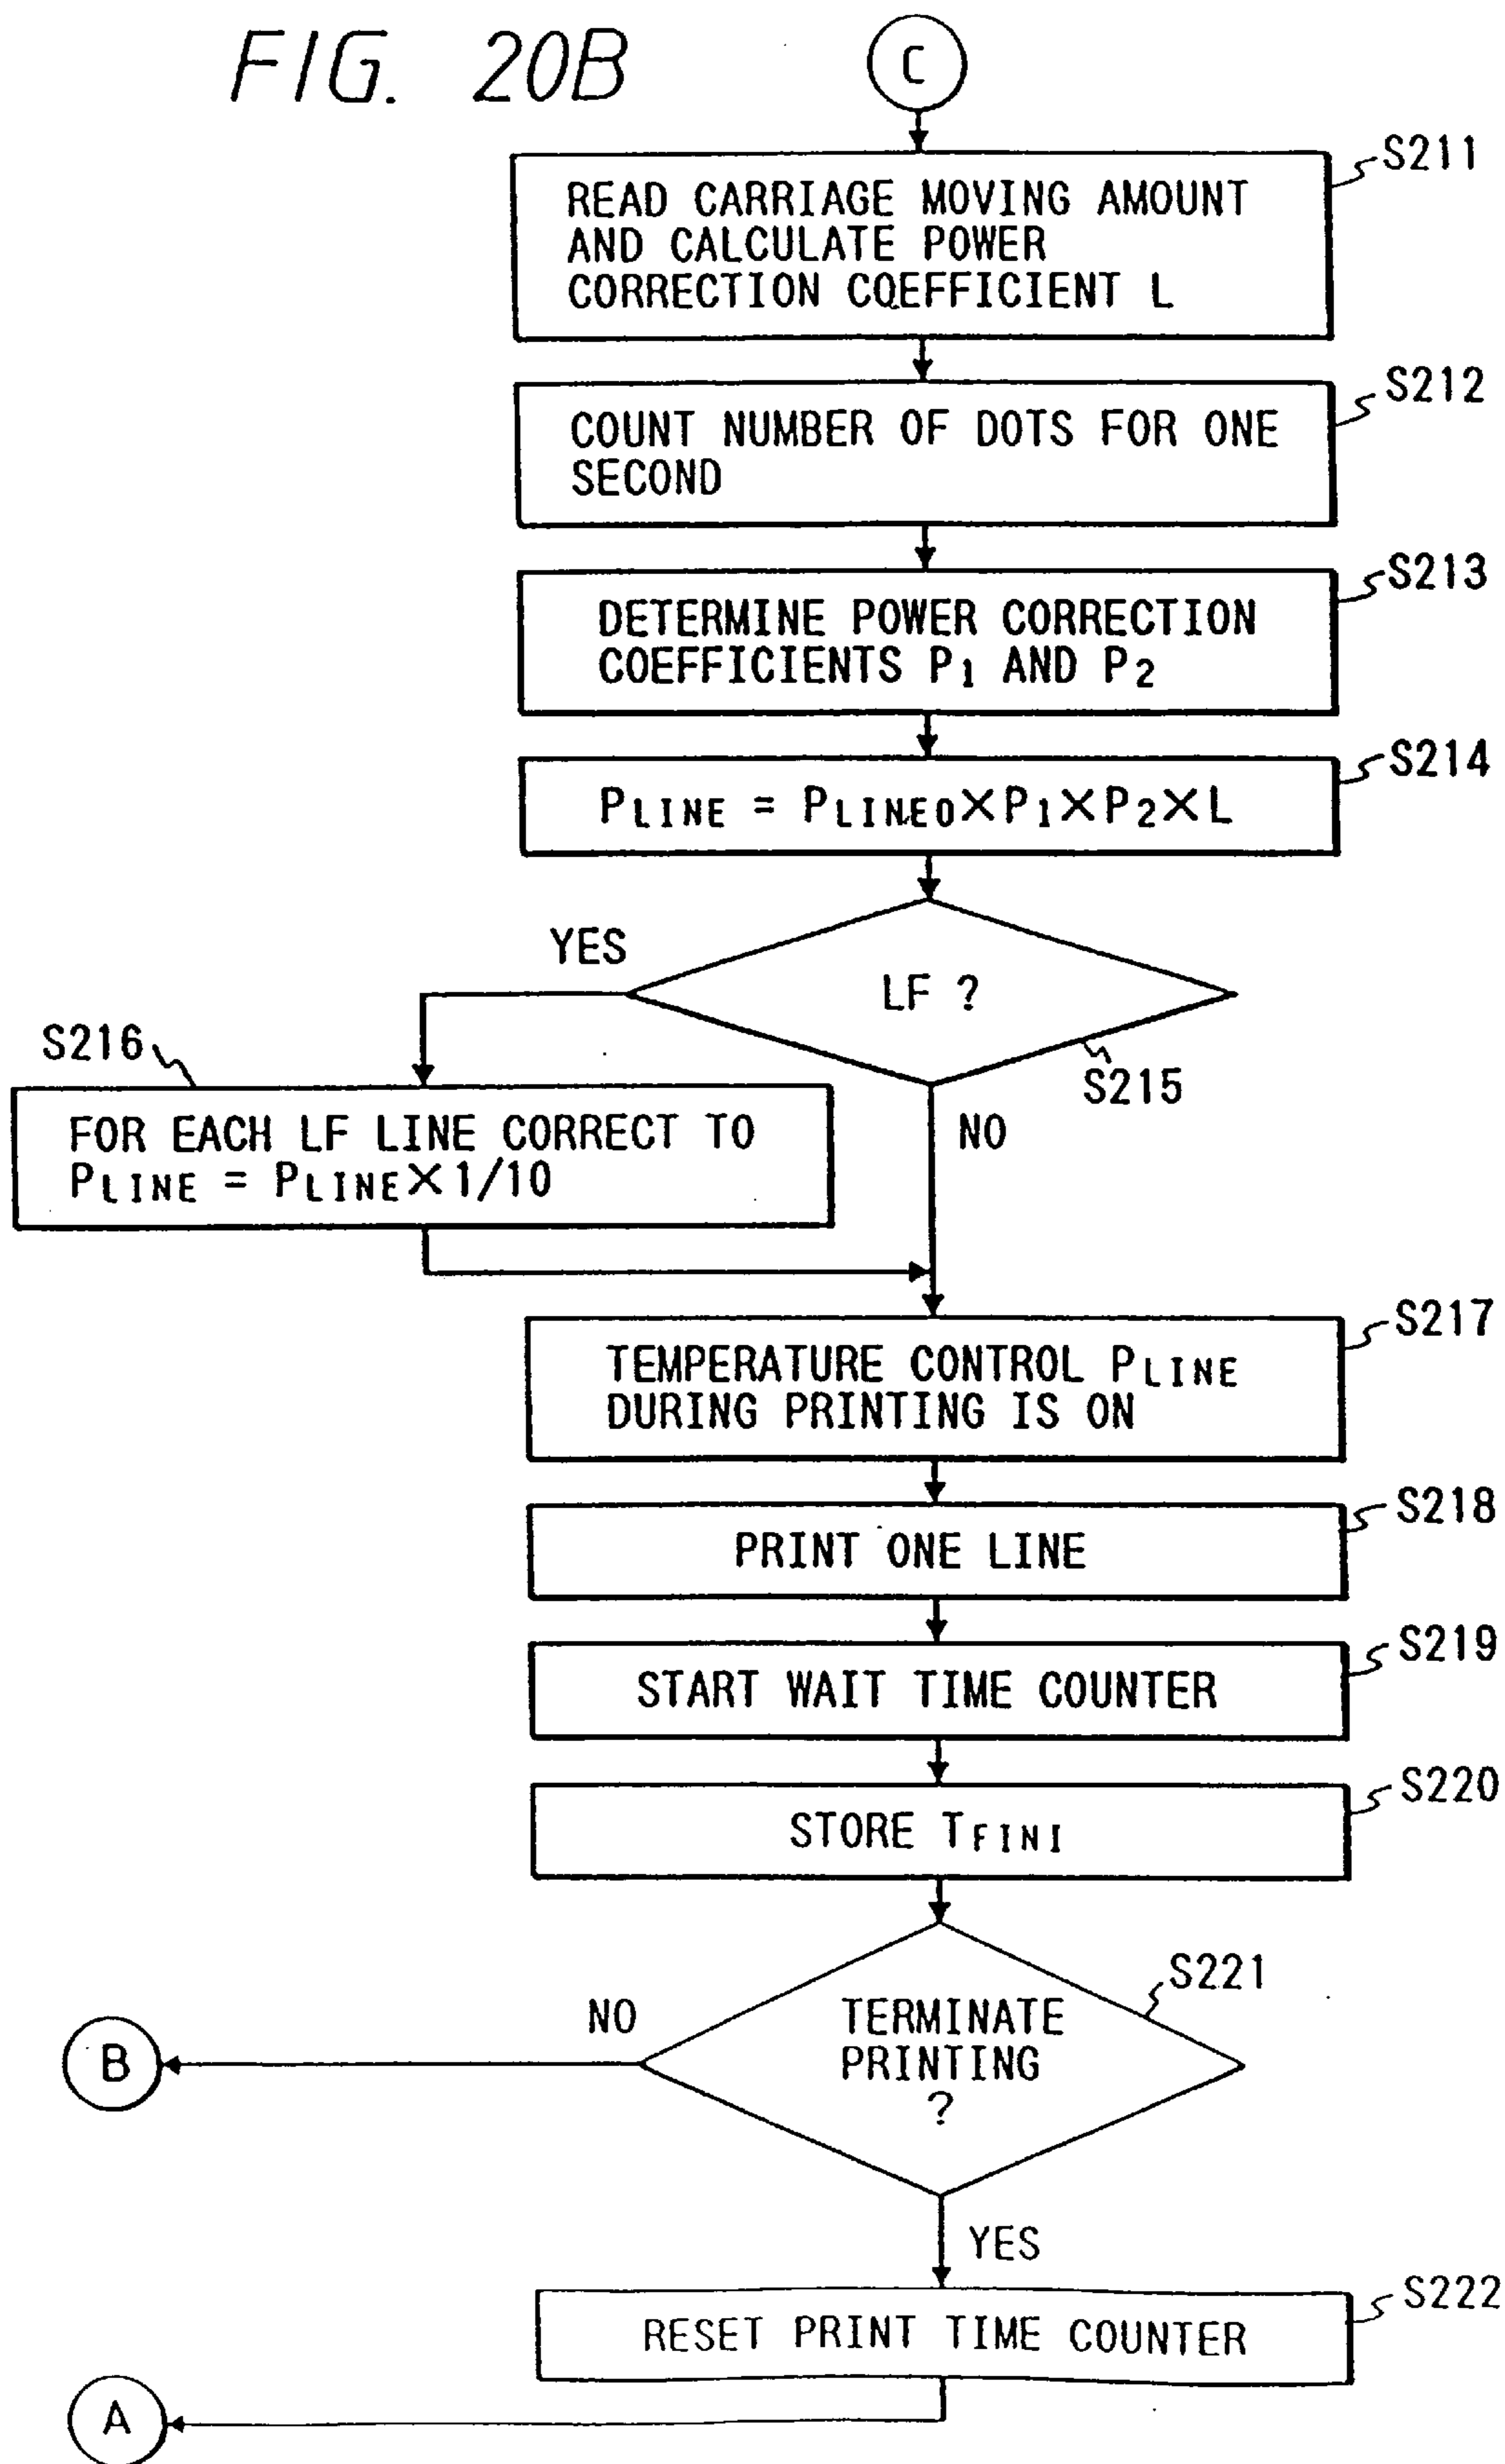 FIG. 20B
C
S211
READ CARRIAGE MOVING AMOUNT
AND CALCULATE POWER
CORRECTION COEFFICIENT L
S212
COUNT NUMBER OF DOTS FOR ONE
SECOND
S213
DETERMINE POWER CORRECTION
COEFFICIENTS P1 AND P2
S214
PLINE = PLINE0×P1×P2×L
YES
LF ?
S215
NO
S216
FOR EACH LF LINE CORRECT TO
PLINE = PLINE×1/10
S217
TEMPERATURE CONTROL PLINE
DURING PRINTING IS ON
S218
PRINT ONE LINE
S219
START WAIT TIME COUNTER
S220
STORE TFINI
S221
TERMINATE
PRINTING
?
NO
B
YES
S222
RESET PRINT TIME COUNTER
A